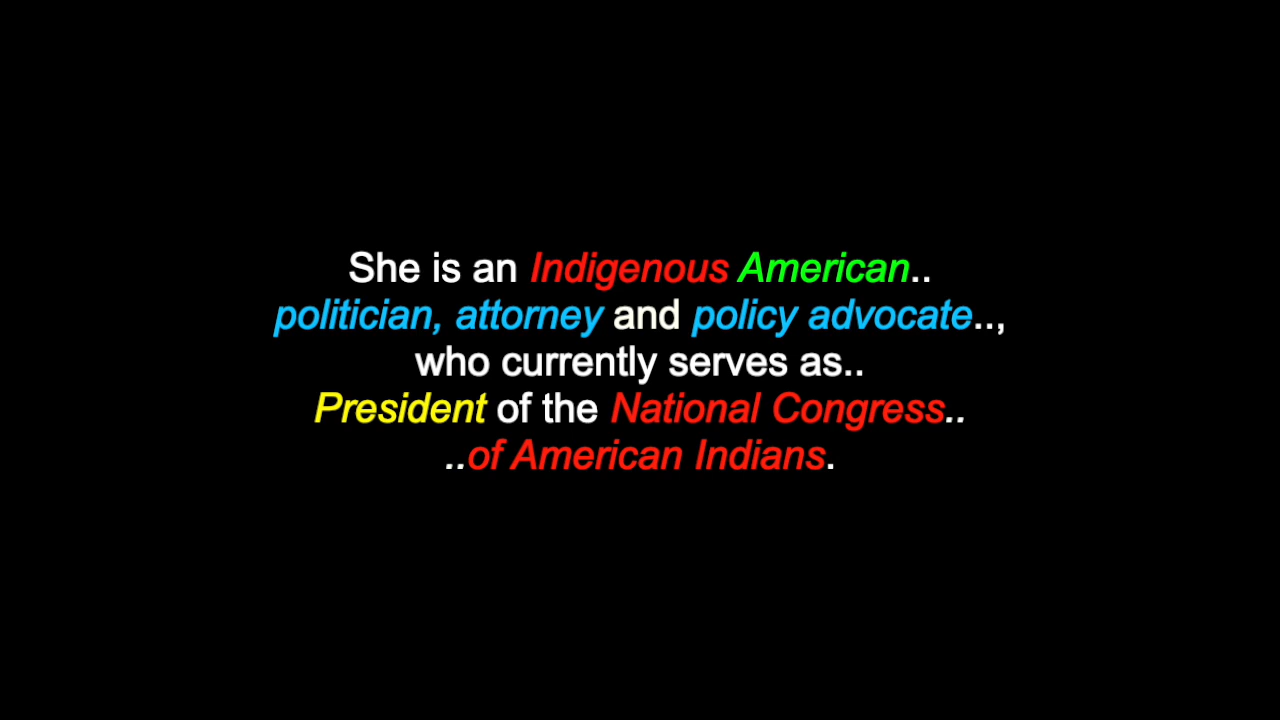 She is an Indigenous American..
politician, attorney and policy advocate..,
who currently serves as..
President of the National Congress..
..of American Indians.